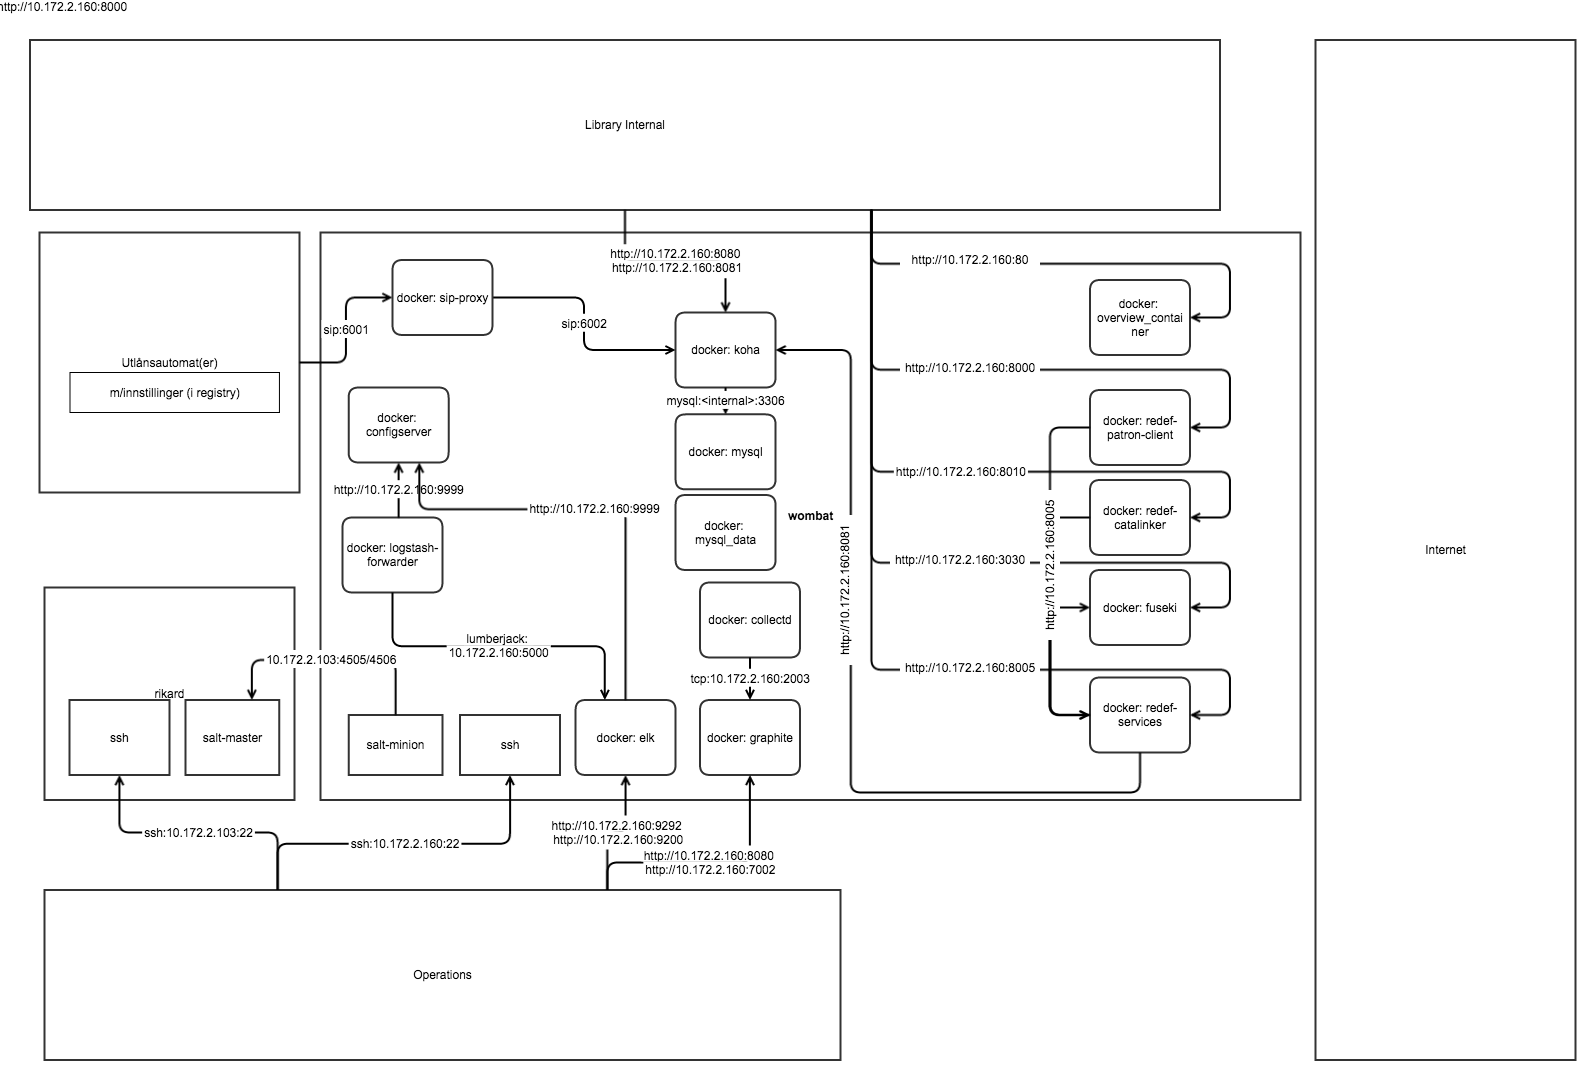 http://10.172.2.160:8000
Library Internal
http://10.172.2.160:8080
http://10.172.2.160:8081
http://10.172.2.160:80
docker: sip-proxy
sip:6001
sip:6002
docker:
overview_contai
ner
docker: koha
Utlånsautomat(er)
m/innstillinger (i registry)
http://10.172.2.160:8000
mysql:<internal>:3306
docker:
configserver
docker: redef-
patron-client
docker: mysql
http://10.172.2.160:8010
http://10.172.2.160:9999
http://10.172.2.160:9999
wombat
docker:
mysql_data
docker: redef-
catalinker
docker: logstash-
forwarder
http://10.172.2.160:8081
http://10.172.2.160:8005
http://10.172.2.160:3030
Internet
docker: fuseki
docker: collectd
lumberjack:
10.172.2.160:5000
10.172.2.103:4505/4506
http://10.172.2.160:8005
tcp:10.172.2.160:2003
rikard
docker: redef-
services
ssh
salt-master
salt-minion
ssh
docker: elk
docker: graphite
ssh:10.172.2.103:22
ssh:10.172.2.160:22
http://10.172.2.160:9292
http://10.172.2.160:9200
http://10.172.2.160:8080
http://10.172.2.160:7002
Operations